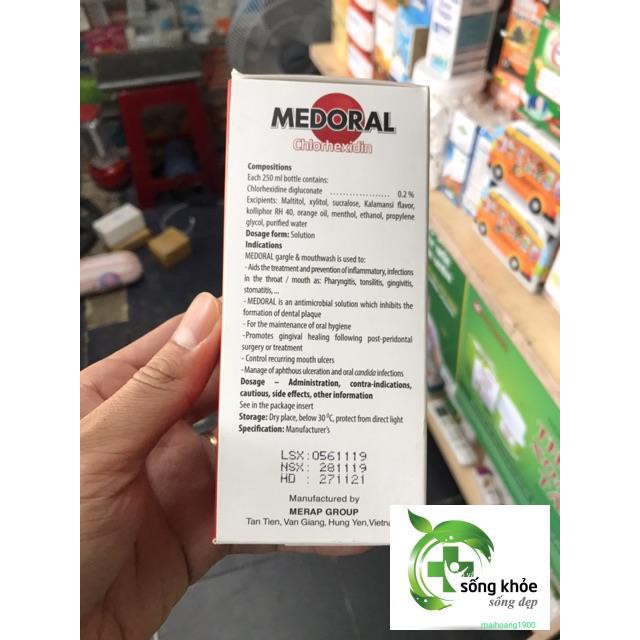 MEDORAL
Chlorhexidin
Compositions
Each 250 ml bottle contains:
Chlorhexidine digluconate .................... 0.2 %
Excipients: Maltitol, xylitol, sucralose, Kalamansi flavor,
kolliphor RH 40, orange oil, menthol, ethanol, propylene
glycol, purified water
Dosage form: Solution
Indications
MEDORAL gargle & mouthwash is used to:
- Aids the treatment and prevention of inflammatory, infections
in the throat / mouth as: Pharyngitis, tonsilitis, gingivitis,
stomatitis, ...
- MEDORAL is an antimicrobial solution which inhibits the
formation of dental plaque
- For the maintenance of oral hygiene
- Promotes gingival healing following post-peridontal
surgery or treatment
- Control recurring mouth ulcers
- Manage of aphthous ulceration and oral candida infections
Dosage – Administration, contra-indications,
cautious, side effects, other information
See in the package insert
Storage: Dry place, below 30 ⁰C, protect from direct light
Specification: Manufacturer's
LSX:0561119
NSX: 281119
HD : 271121
Manufactured by
MERAP GROUP
Tan Tien, Van Giang, Hung Yen,Vietna
sống khỏe
sống đẹp
maihoang1900